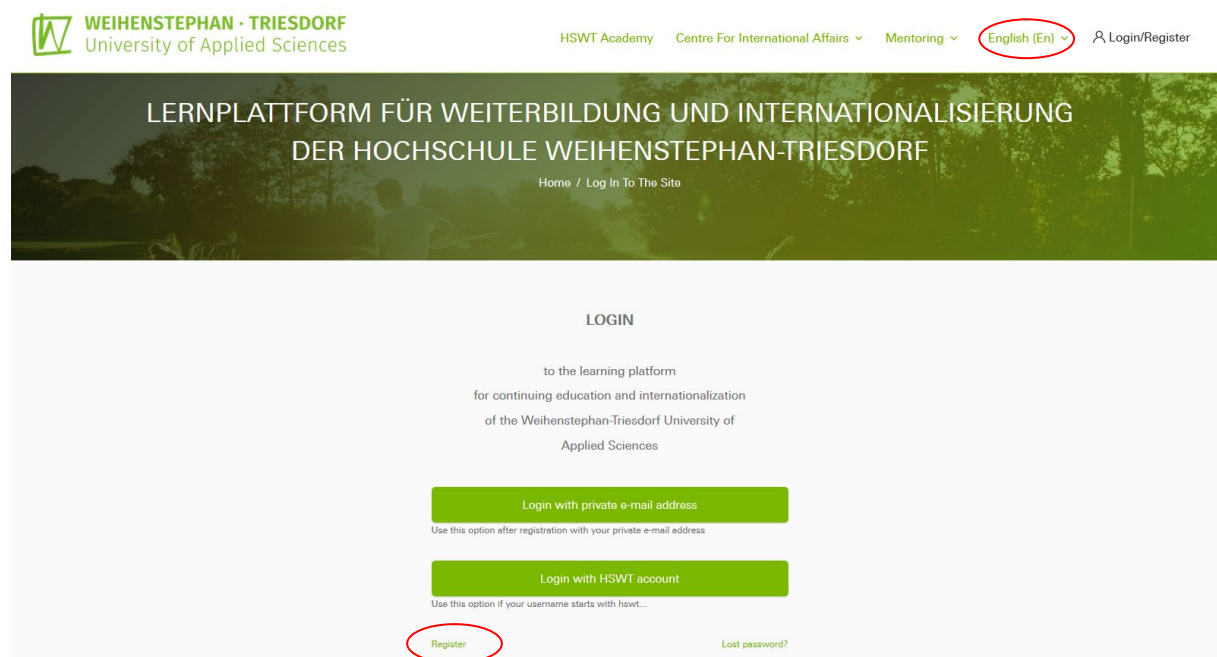 WEIHENSTEPHAN · TRIESDORF
University of Applied Sciences
HSWT Academy Centre For International Affairs Mentoring English (En) Login/Register
LERNPLATTFORM FÜR WEITERBILDUNG UND INTERNATIONALISIERUNG
DER HOCHSCHULE WEIHENSTEPHAN-TRIESDORF
Home / Log In To The Site
LOGIN
to the learning platform
for continuing education and internationalization
of the Weihenstephan-Triesdorf University of
Applied Sciences
Login with private e-mail address
Use this option after registration with your private e-mail address
Login with HSWT account
Use this option if your username starts with hswt...
Register Lost password?